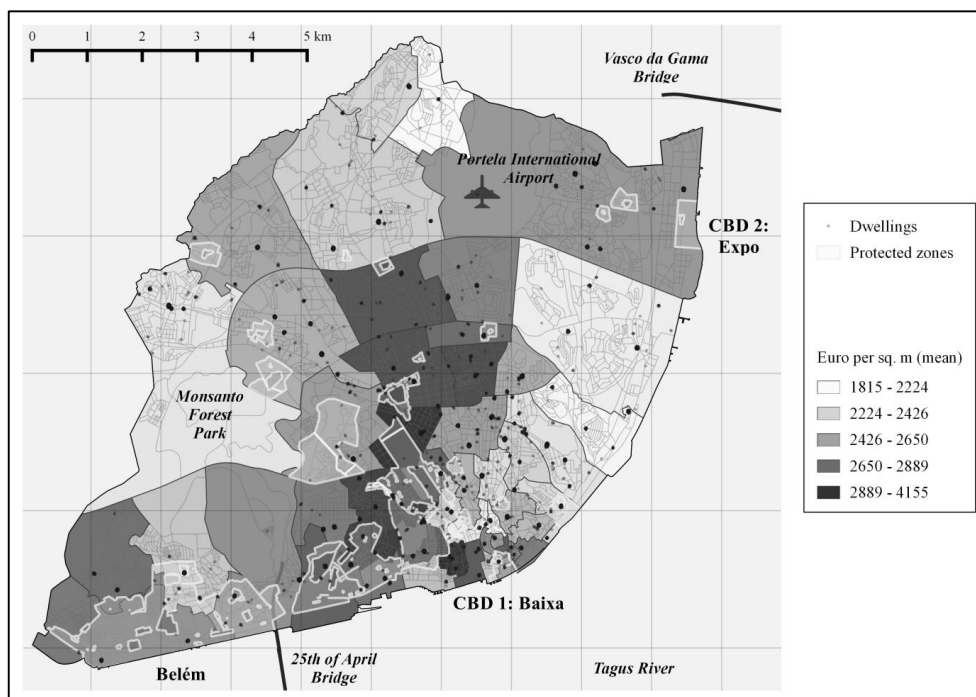 0 1 2 3 4 5 km
Vasco da Gama
Bridge
Portela International
Airport
CBD 2:
Expo
Monsanto
Forest
Park
CBD 1: Baixa
Belém
25th of April
Bridge
Tagus River
Dwellings
Protected zones
Euro per sq. m (mean)
1815 - 2224
2224 - 2426
2426 - 2650
2650 - 2889
2889 - 4155